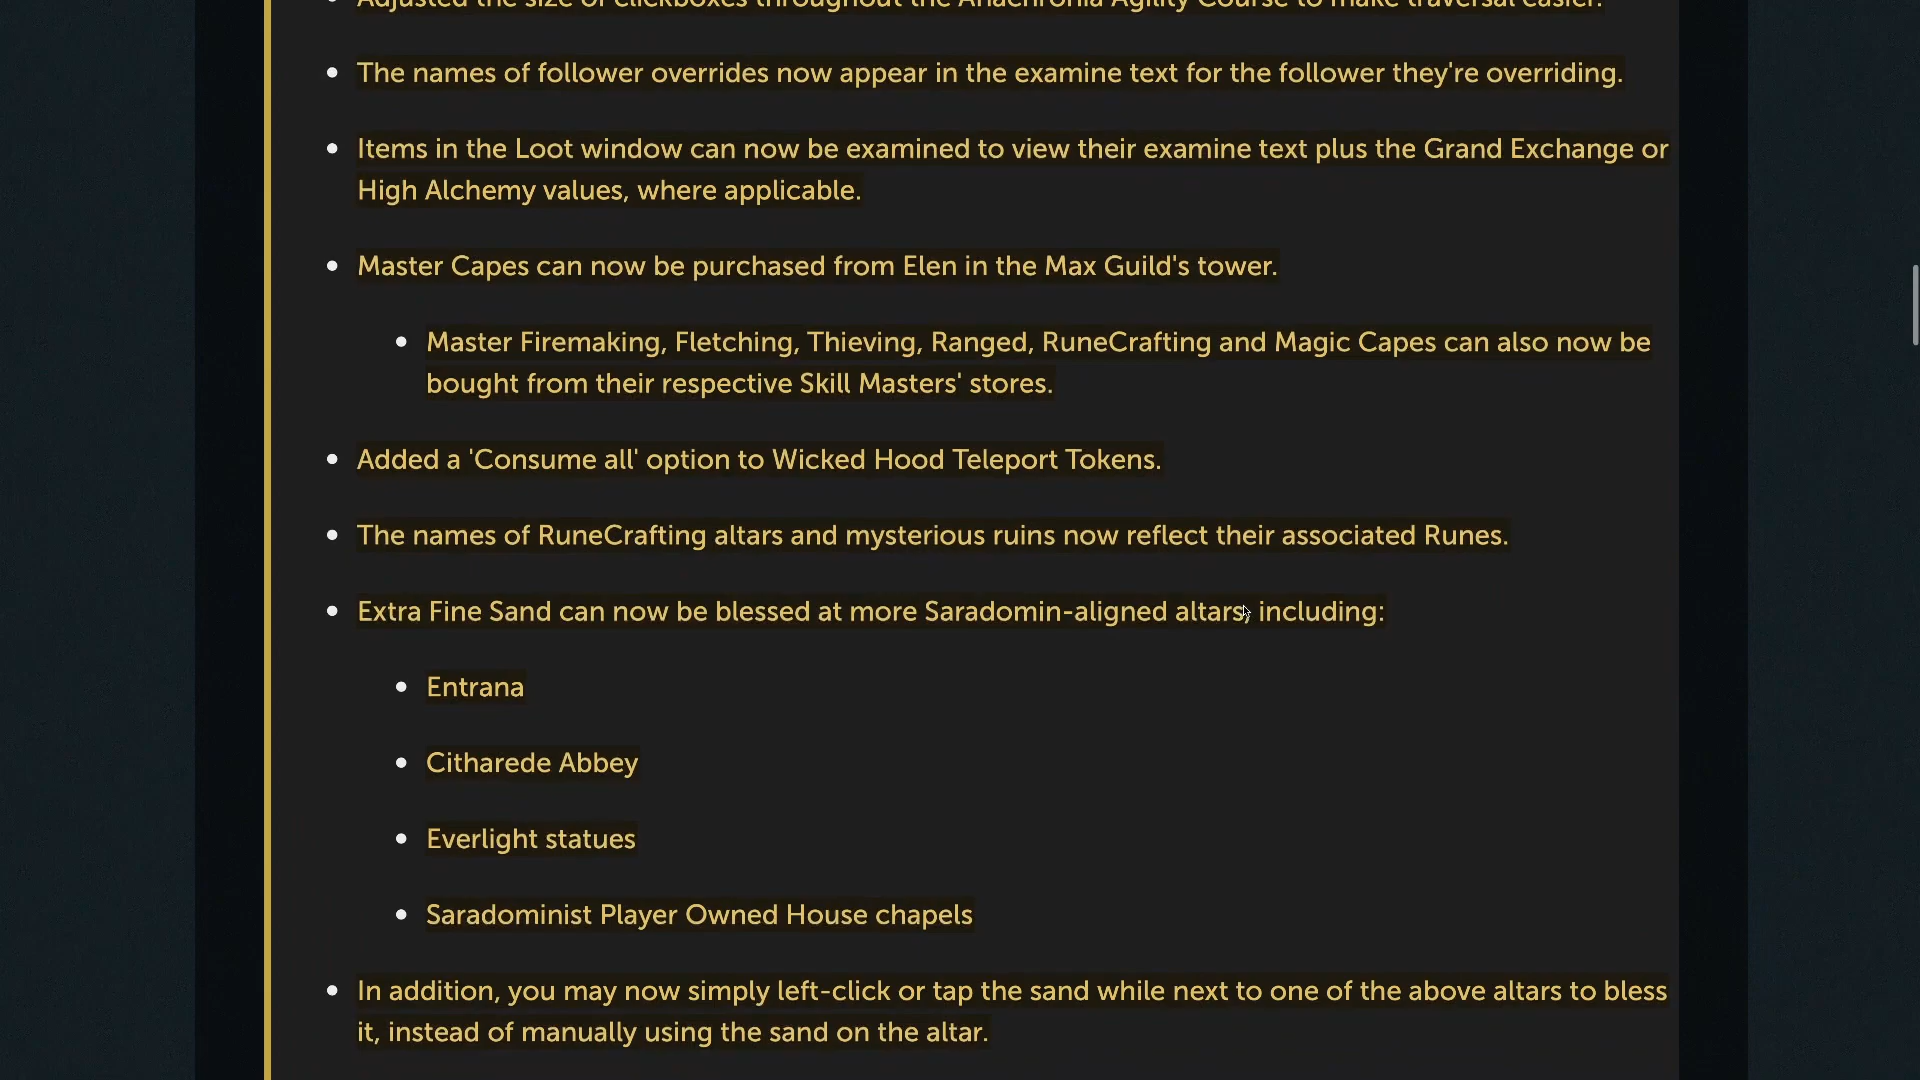 Adjusted the size of clickboxes throughout the Anachronia Agility Course to make traversal easier.
The names of follower overrides now appear in the examine text for the follower they're overriding.
Items in the Loot window can now be examined to view their examine text plus the Grand Exchange or
High Alchemy values, where applicable.
Master Capes can now be purchased from Elen in the Max Guild's tower.
Master Firemaking, Fletching, Thieving, Ranged, RuneCrafting and Magic Capes can also now be
bought from their respective Skill Masters' stores.
Added a 'Consume all' option to Wicked Hood Teleport Tokens.
The names of RuneCrafting altars and mysterious ruins now reflect their associated Runes.
Extra Fine Sand can now be blessed at more Saradomin-aligned altars, including:
Entrana
Citharede Abbey
Everlight statues
Saradominist Player Owned House chapels
In addition, you may now simply left-click or tap the sand while next to one of the above altars to bless
it, instead of manually using the sand on the altar.